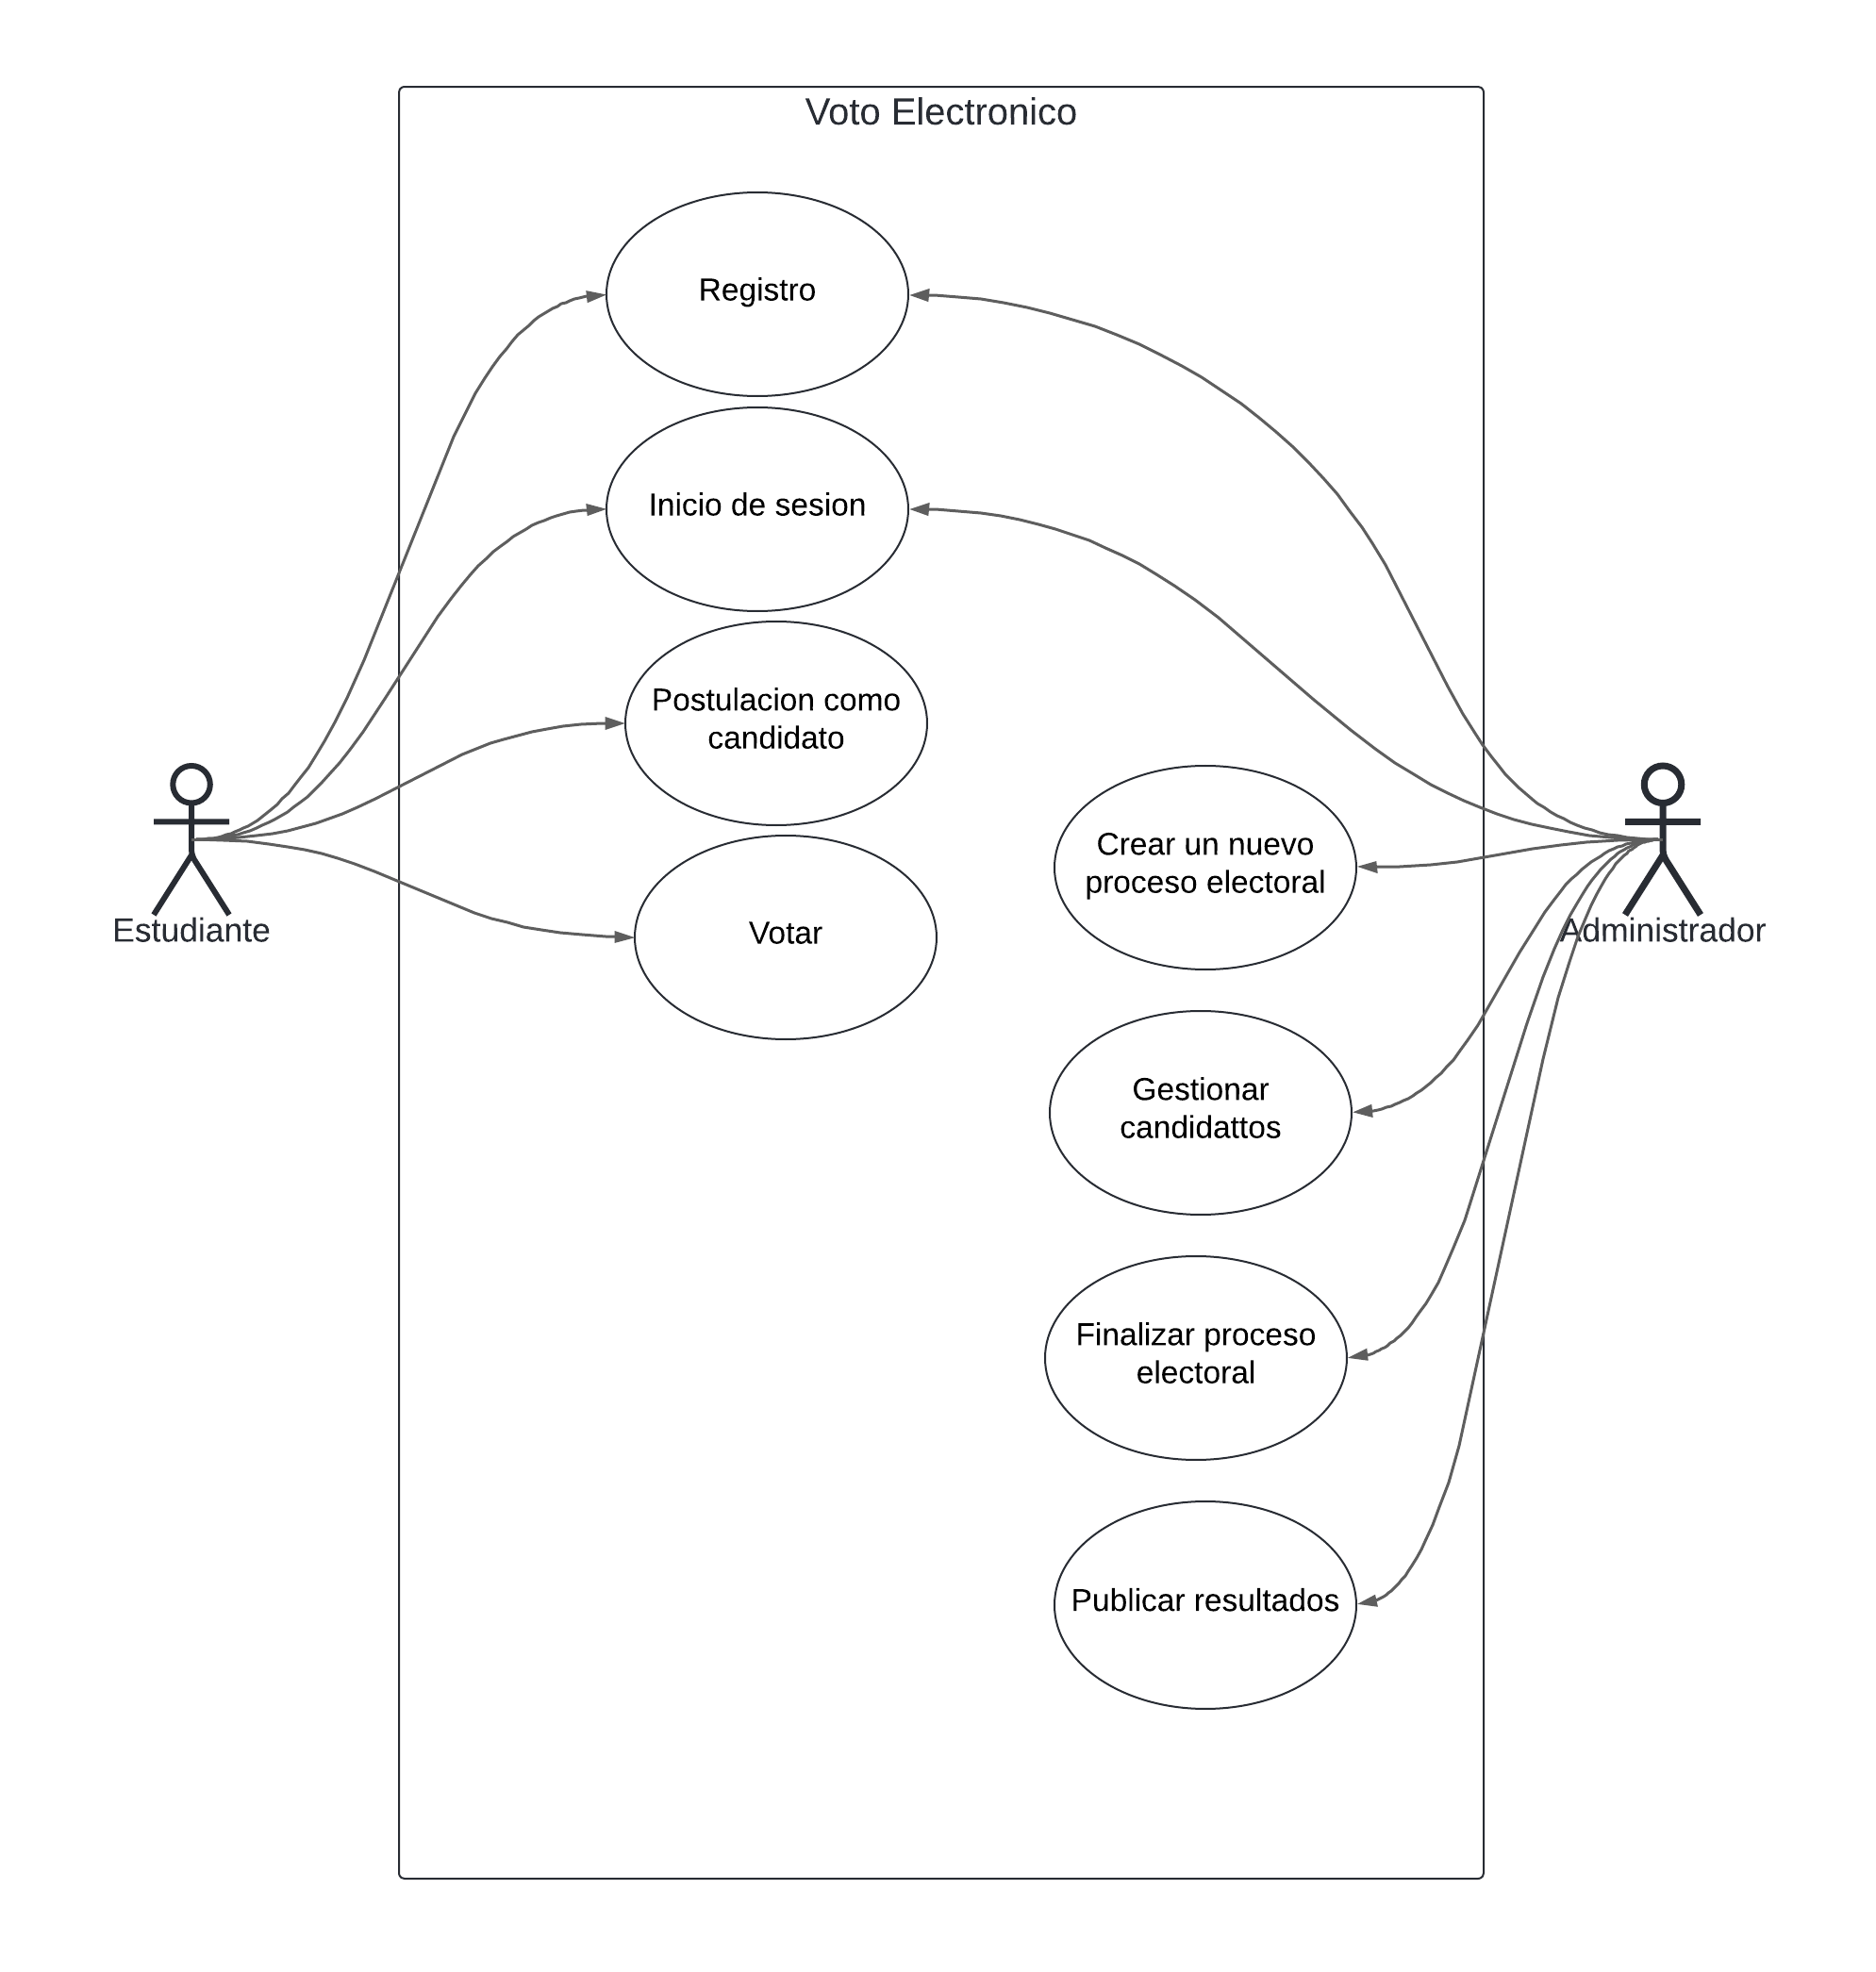 Voto Electronico
Registro
Inicio de sesion
Postulacion como
candidato
Votar
Estudiante
Crear un nuevo
proceso electoral
Administrador
Gestionar
candidattos
Finalizar proceso
electoral
Publicar resultados